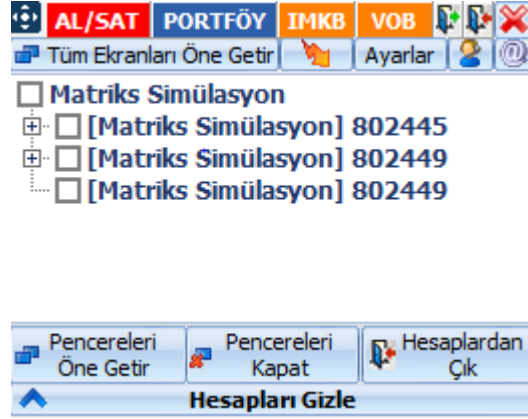 AL/SAT PORTFÖY IMKB VOB
Tüm Ekranları Öne Getir Ayarlar @
Matriks Simülasyon
[Matriks Simülasyon] 802445
[Matriks Simülasyon] 802449
[Matriks Simülasyon] 802449
Pencereleri Öne Getir
Pencereleri Kapat
Hesaplardan Çık
Hesapları Gizle